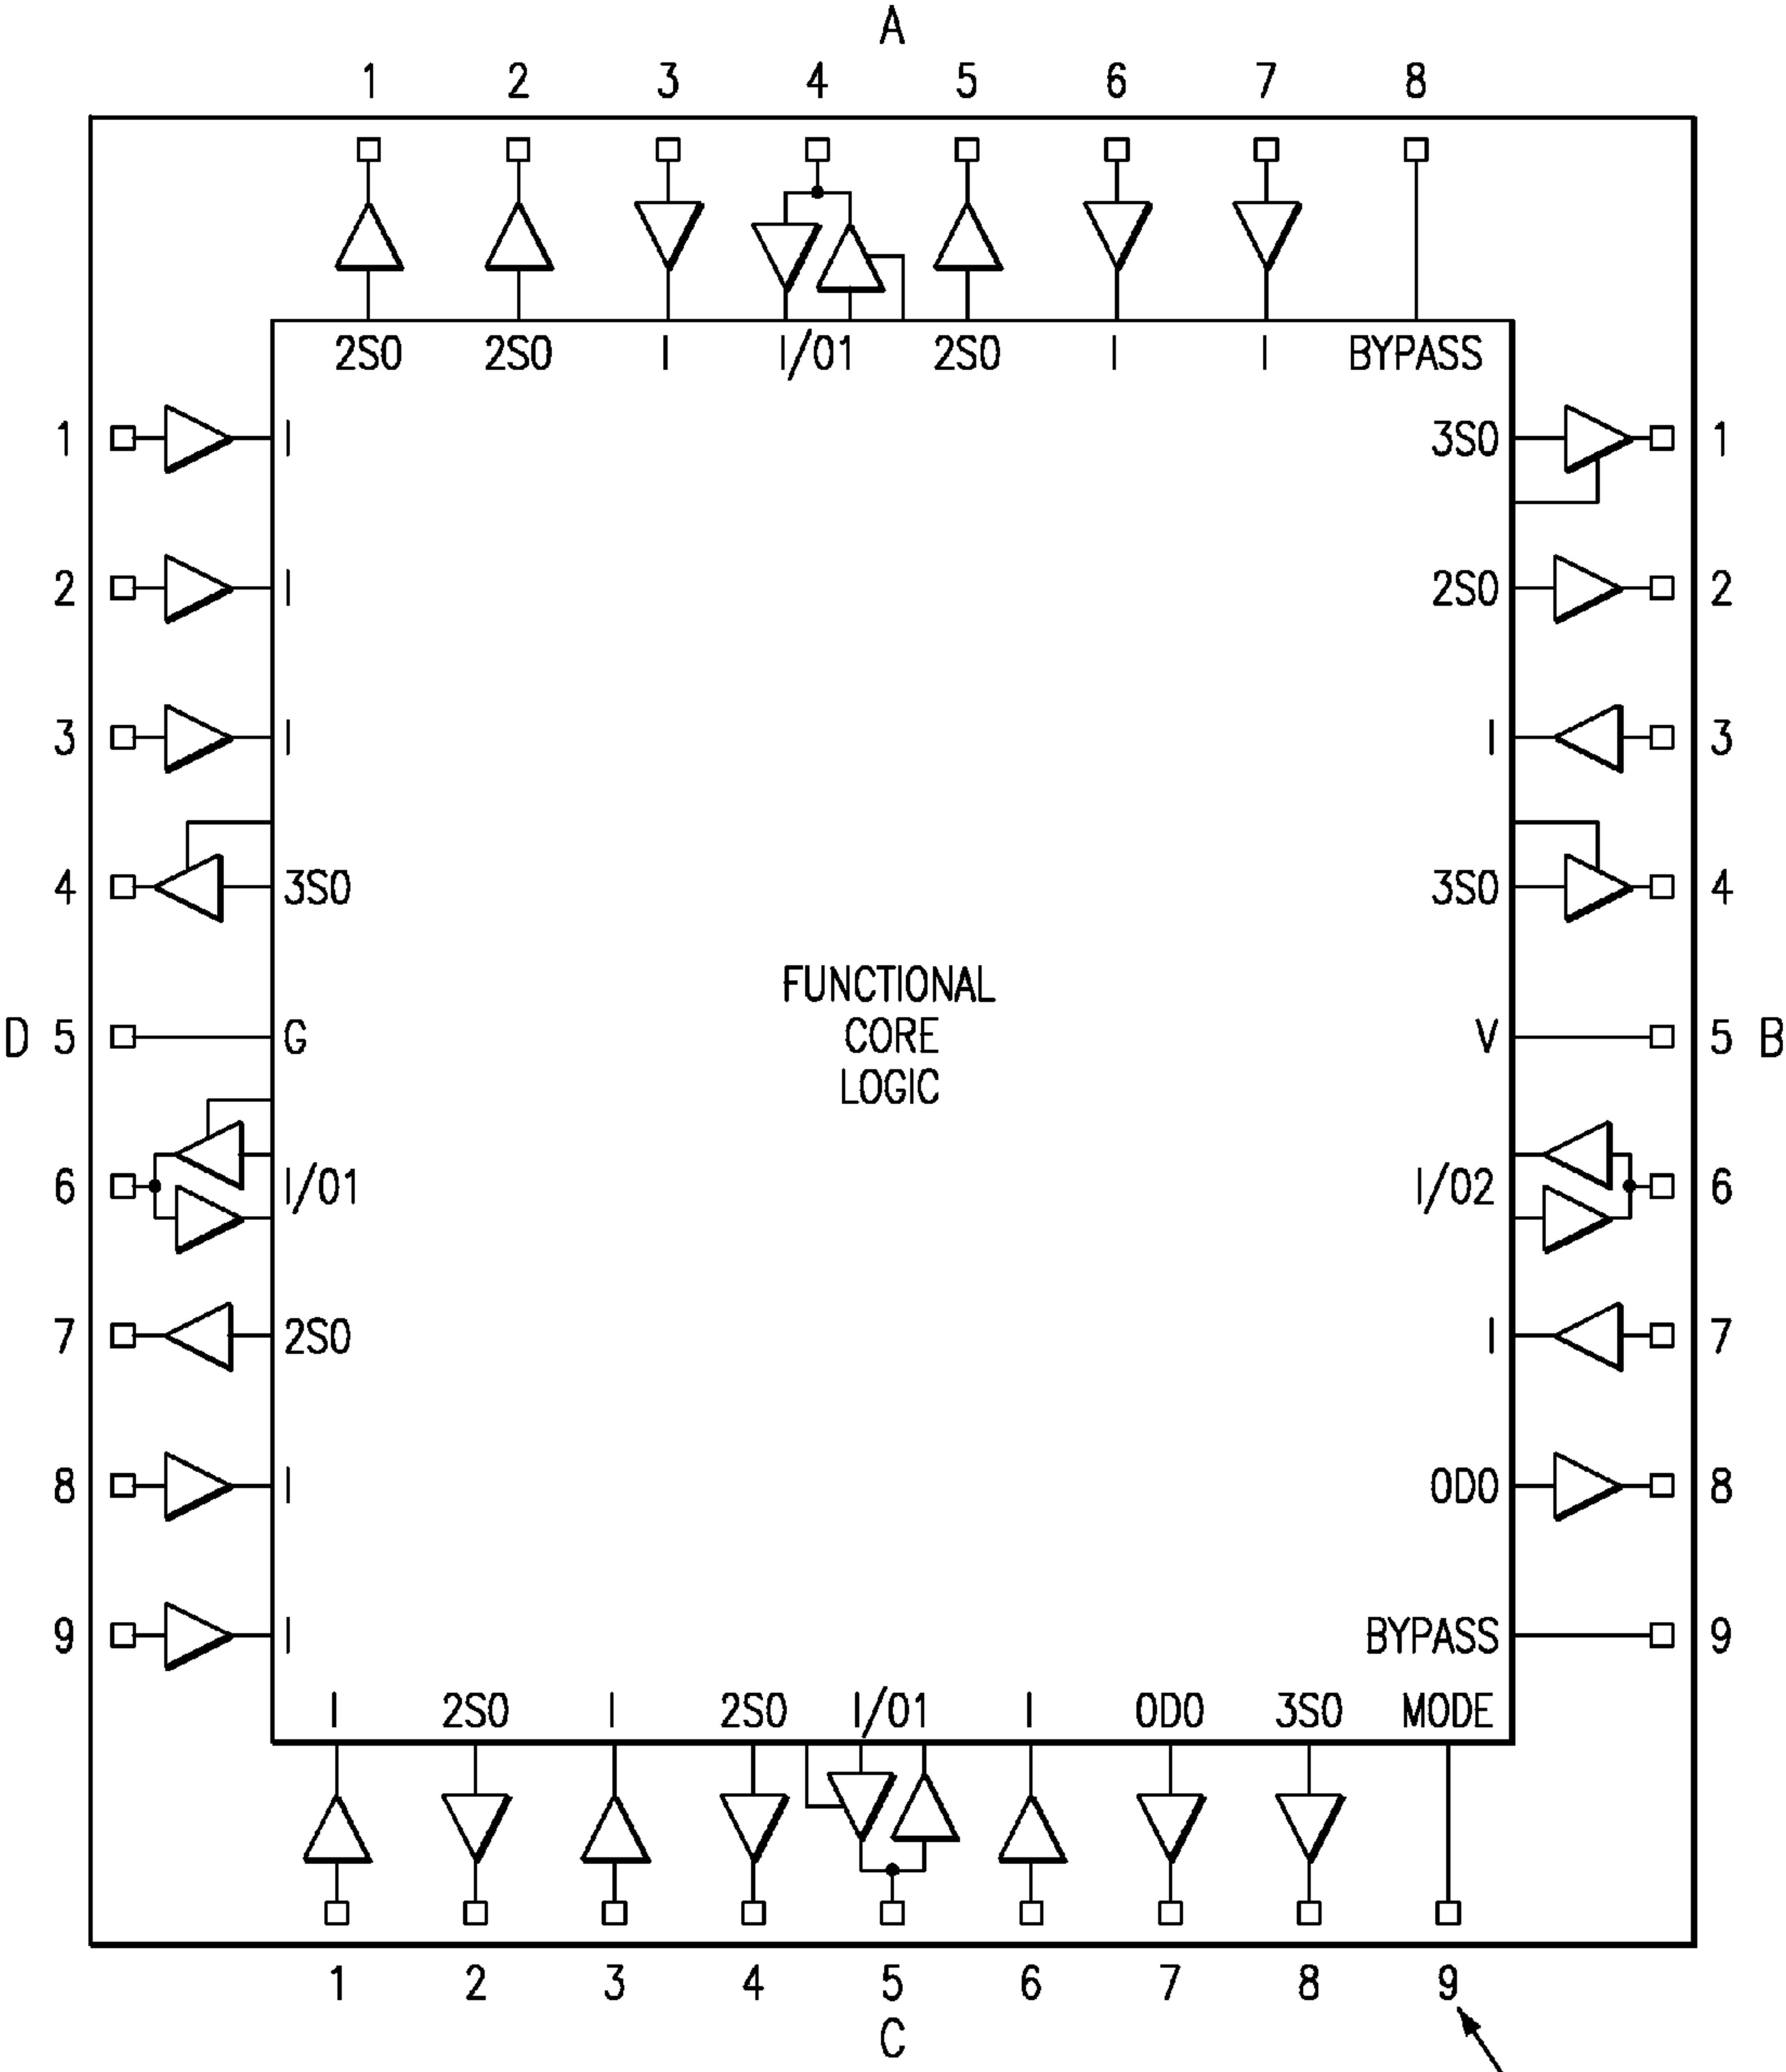 A
1 2 3 4 5 6 7 8
2SO 2SO I I/O1 2SO I I BYPASS
1 I 3SO 1
2 I 2SO 2
3 I I 3
4 3SO 3SO 4
FUNCTIONAL
D 5 G CORE V 5 B
LOGIC
6 I/O1 I/O2 6
7 2SO I 7
8 I ODO 8
9 I BYPASS 9
I 2SO I 2SO I/O1 I ODO 3SO MODE
1 2 3 4 5 6 7 8 9
C